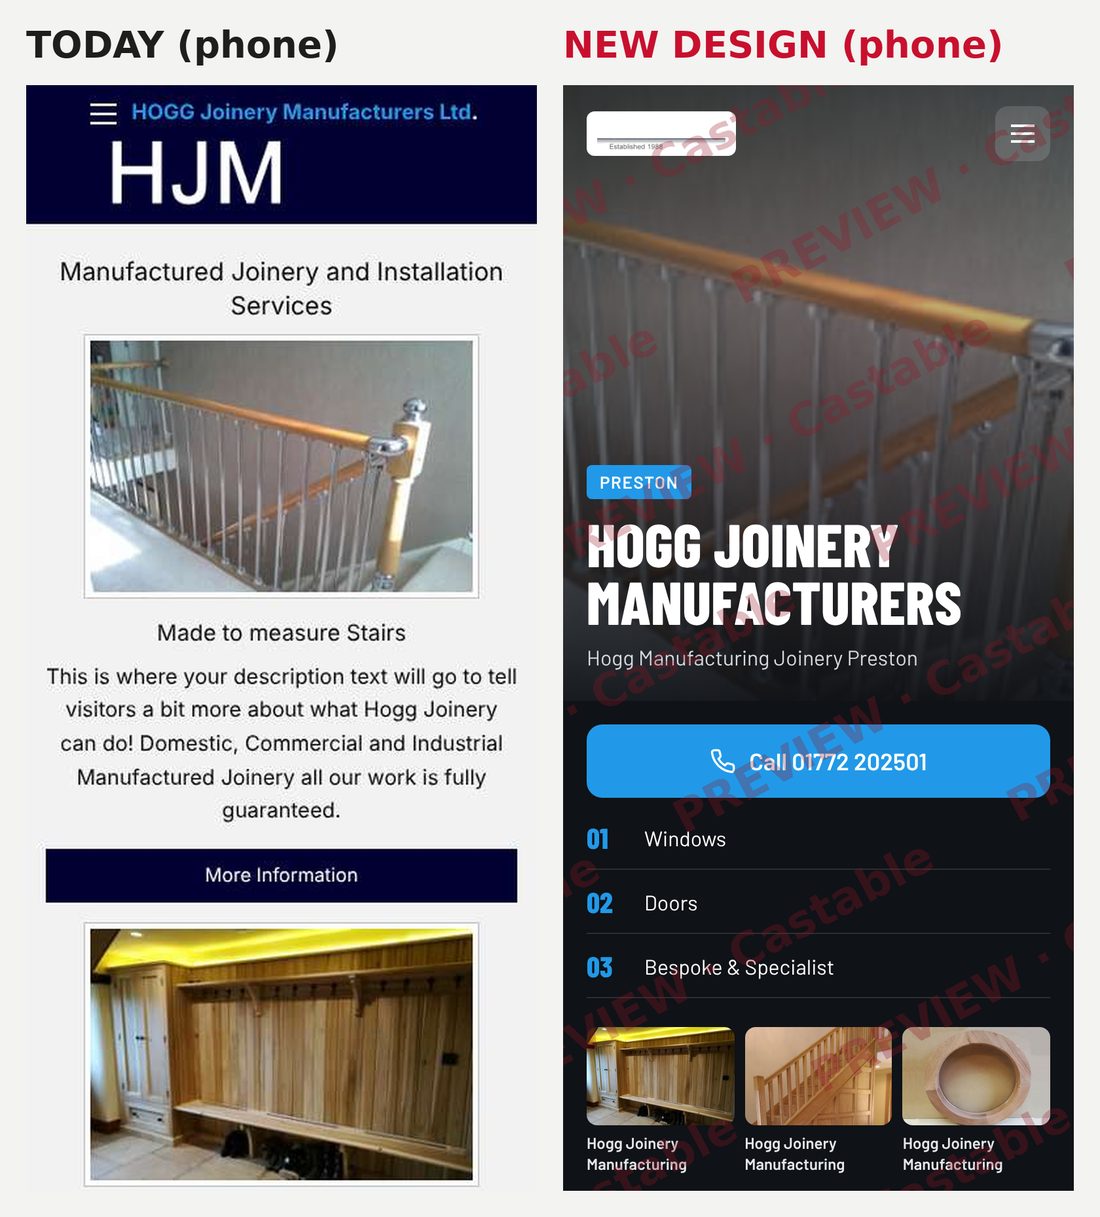 TODAY (phone)
HOGG Joinery Manufacturers Ltd.
HJM
Manufactured Joinery and Installation
Services
Made to measure Stairs
This is where your description text will go to tell
visitors a bit more about what Hogg Joinery
can do! Domestic, Commercial and Industrial
Manufactured Joinery all our work is fully
guaranteed.
More Information
NEW DESIGN (phone)
Established 1988
PRESTON
HOGG JOINERY
MANUFACTURERS
Hogg Manufacturing Joinery Preston
Call 01772 202501
01 Windows
02 Doors
03 Bespoke & Specialist
Hogg Joinery
Manufacturing
Hogg Joinery
Manufacturing
Hogg Joinery
Manufacturing
PREVIEW · Castable